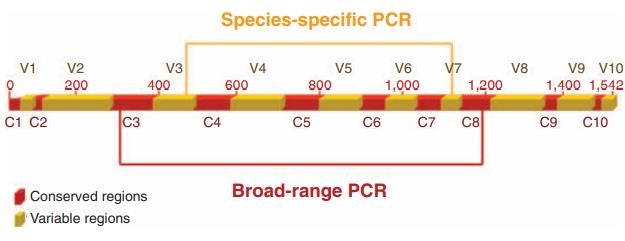 Species-specific PCR
V1 V2 V3 V4 V5 V6 V7 V8 V9 V10
0 200 400 600 800 1,000 1,200 1,400 1,542
C1 C2 C3 C4 C5 C6 C7 C8 C9 C10
Broad-range PCR
Conserved regions
Variable regions